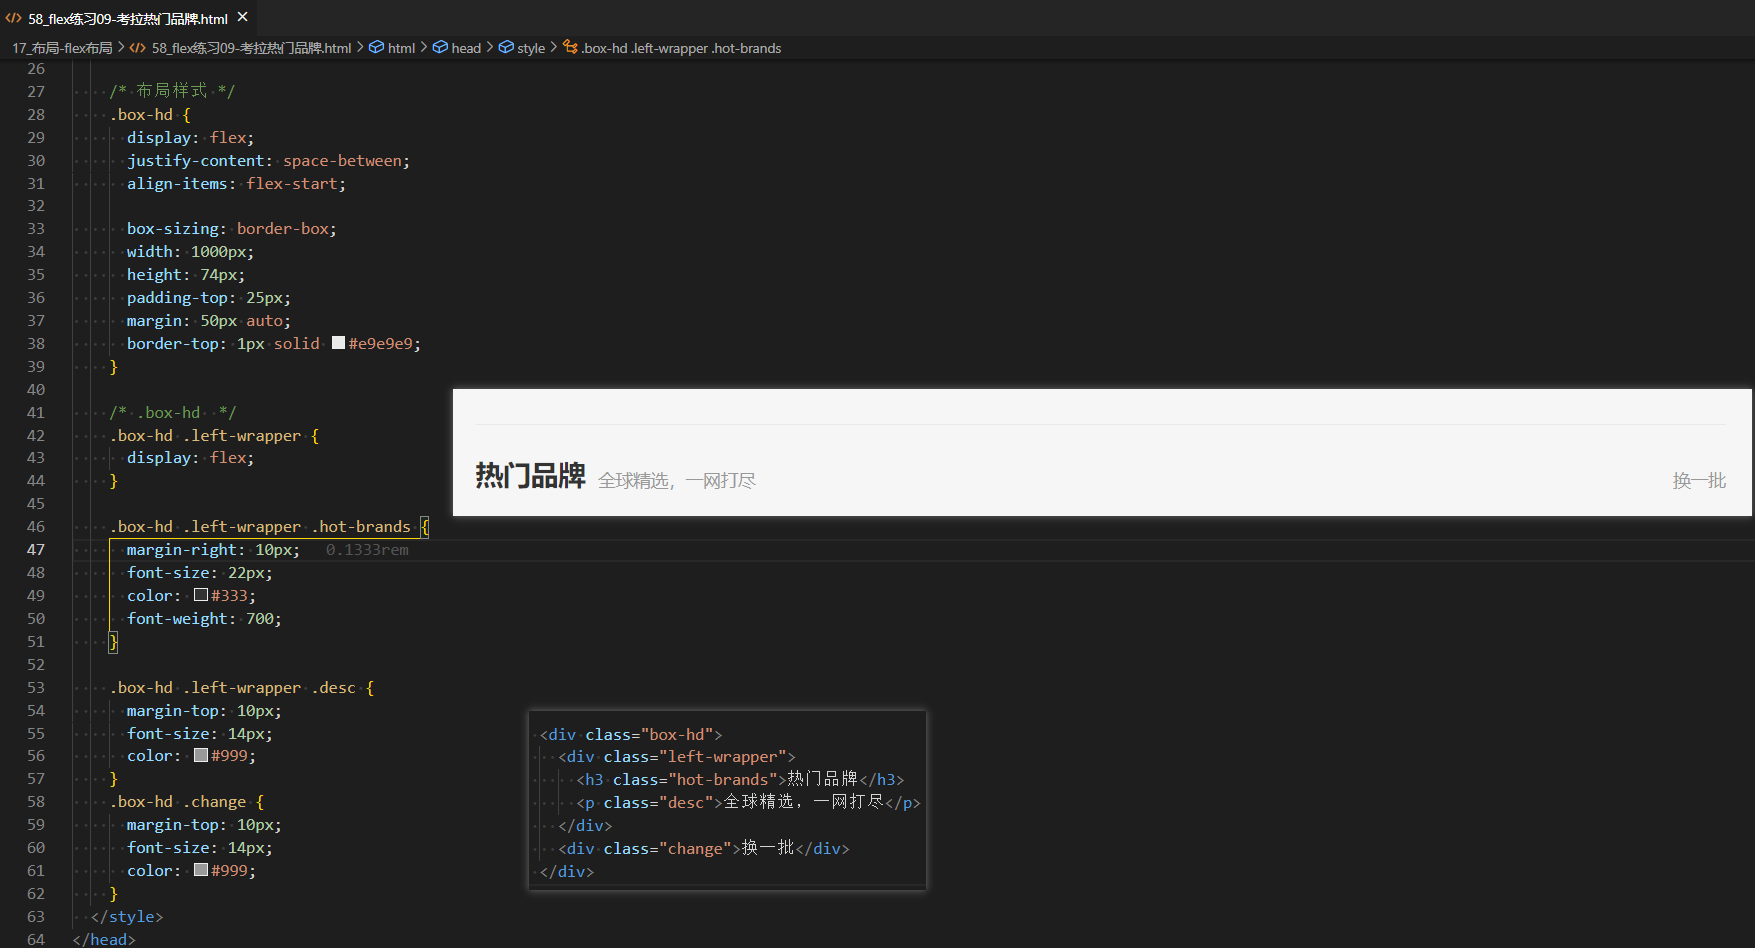 58_flex练习09-考拉热门品牌.html
17_布局-flex布局 > 58_flex练习09-考拉热门品牌.html > html > head > style > .box-hd .left-wrapper .hot-brands
26
27 /* 布局样式 */
28 .box-hd {
29 display: flex;
30 justify-content: space-between;
31 align-items: flex-start;
32
33 box-sizing: border-box;
34 width: 1000px;
35 height: 74px;
36 padding-top: 25px;
37 margin: 50px auto;
38 border-top: 1px solid #e9e9e9;
39 }
40
41 /* .box-hd  */
42 .box-hd .left-wrapper {
43 display: flex;
44 }
45
46 .box-hd .left-wrapper .hot-brands {
47 margin-right: 10px; 0.1333rem
48 font-size: 22px;
49 color: #333;
50 font-weight: 700;
51 }
52
53 .box-hd .left-wrapper .desc {
54 margin-top: 10px;
55 font-size: 14px;
56 color: #999;
57 }
58 .box-hd .change {
59 margin-top: 10px;
60 font-size: 14px;
61 color: #999;
62 }
63 </style>
64 </head>
热门品牌 全球精选，一网打尽 换一批
<div class="box-hd">
<div class="left-wrapper">
<h3 class="hot-brands">热门品牌</h3>
<p class="desc">全球精选，一网打尽</p>
</div>
<div class="change">换一批</div>
</div>